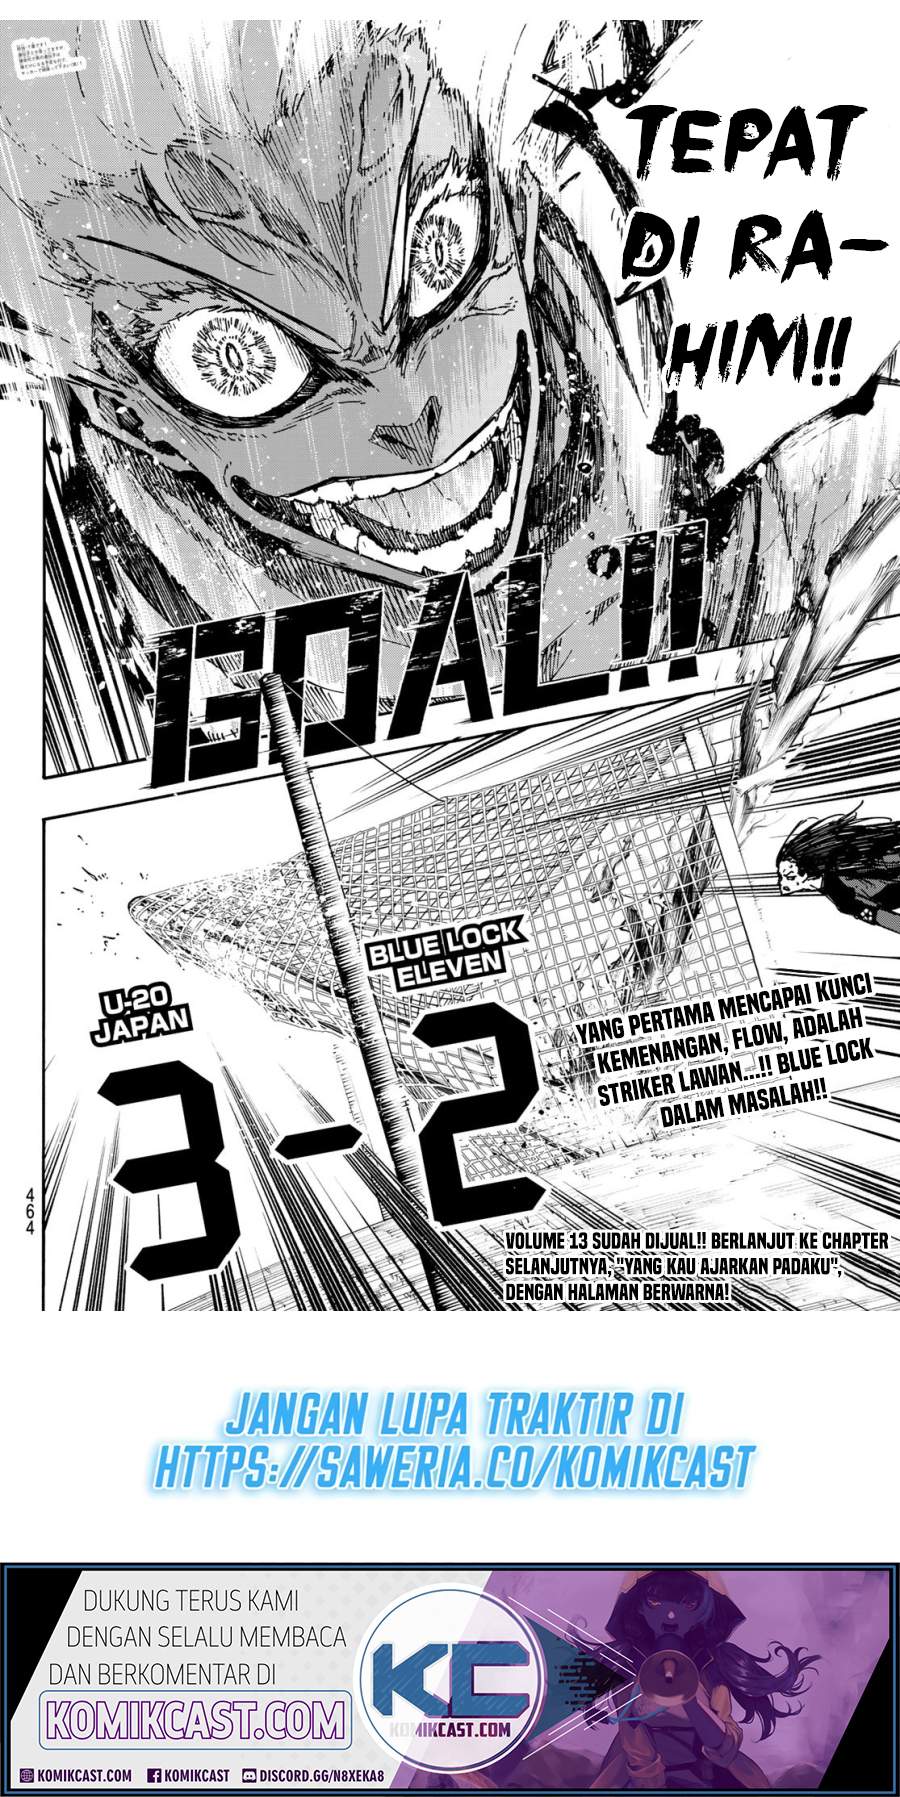 TEPAT
DI RA-
HIM!!
GOAL!!
BLUE LOCK
ELEVEN
U-20
JAPAN
3-2
YANG PERTAMA MENCAPAI KUNCI
KEMENANGAN, FLOW, ADALAH
STRIKER LAWAN...!! BLUE LOCK
DALAM MASALAH!!
464
VOLUME 13 SUDAH DIJUAL!! BERLANJUT KE CHAPTER
SELANJUTNYA, "YANG KAU AJARKAN PADAKU",
DENGAN HALAMAN BERWARNA!
JANGAN LUPA TRAKTIR DI
HTTPS://SAWERIA.CO/KOMIKCAST
DUKUNG TERUS KAMI
DENGAN SELALU MEMBACA
DAN BERKOMENTAR DI
KOMIKCAST.COM
KC
KOMIKCAST.COM
KOMIKCAST.COM KOMIKCAST DISCORD.GG/N8XEKA8